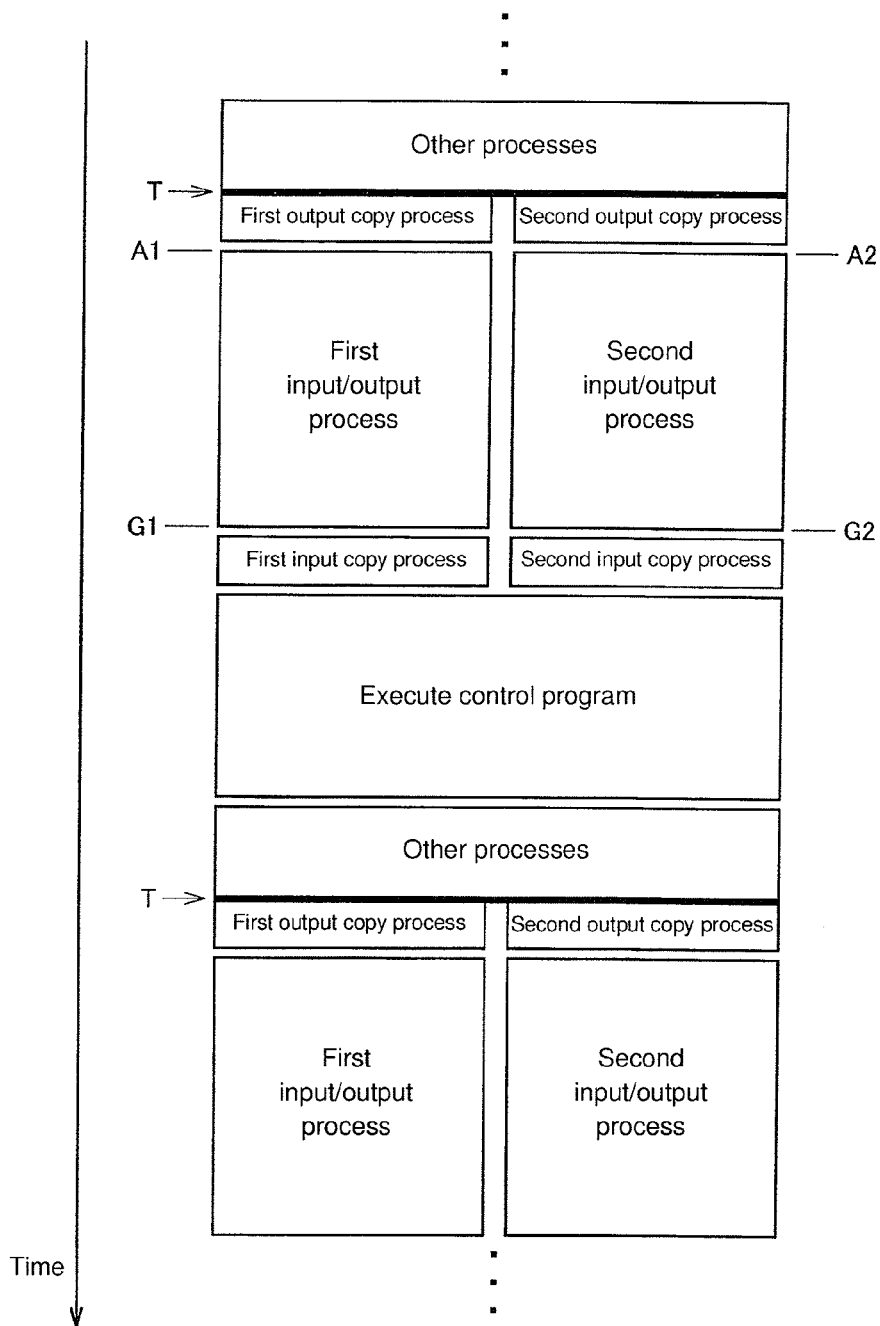 Other processes
T
First output copy process
Second output copy process
A1
A2
First
input/output
process
Second
input/output
process
G1
G2
First input copy process
Second input copy process
Execute control program
Other processes
T
First output copy process
Second output copy process
First
input/output
process
Second
input/output
process
Time